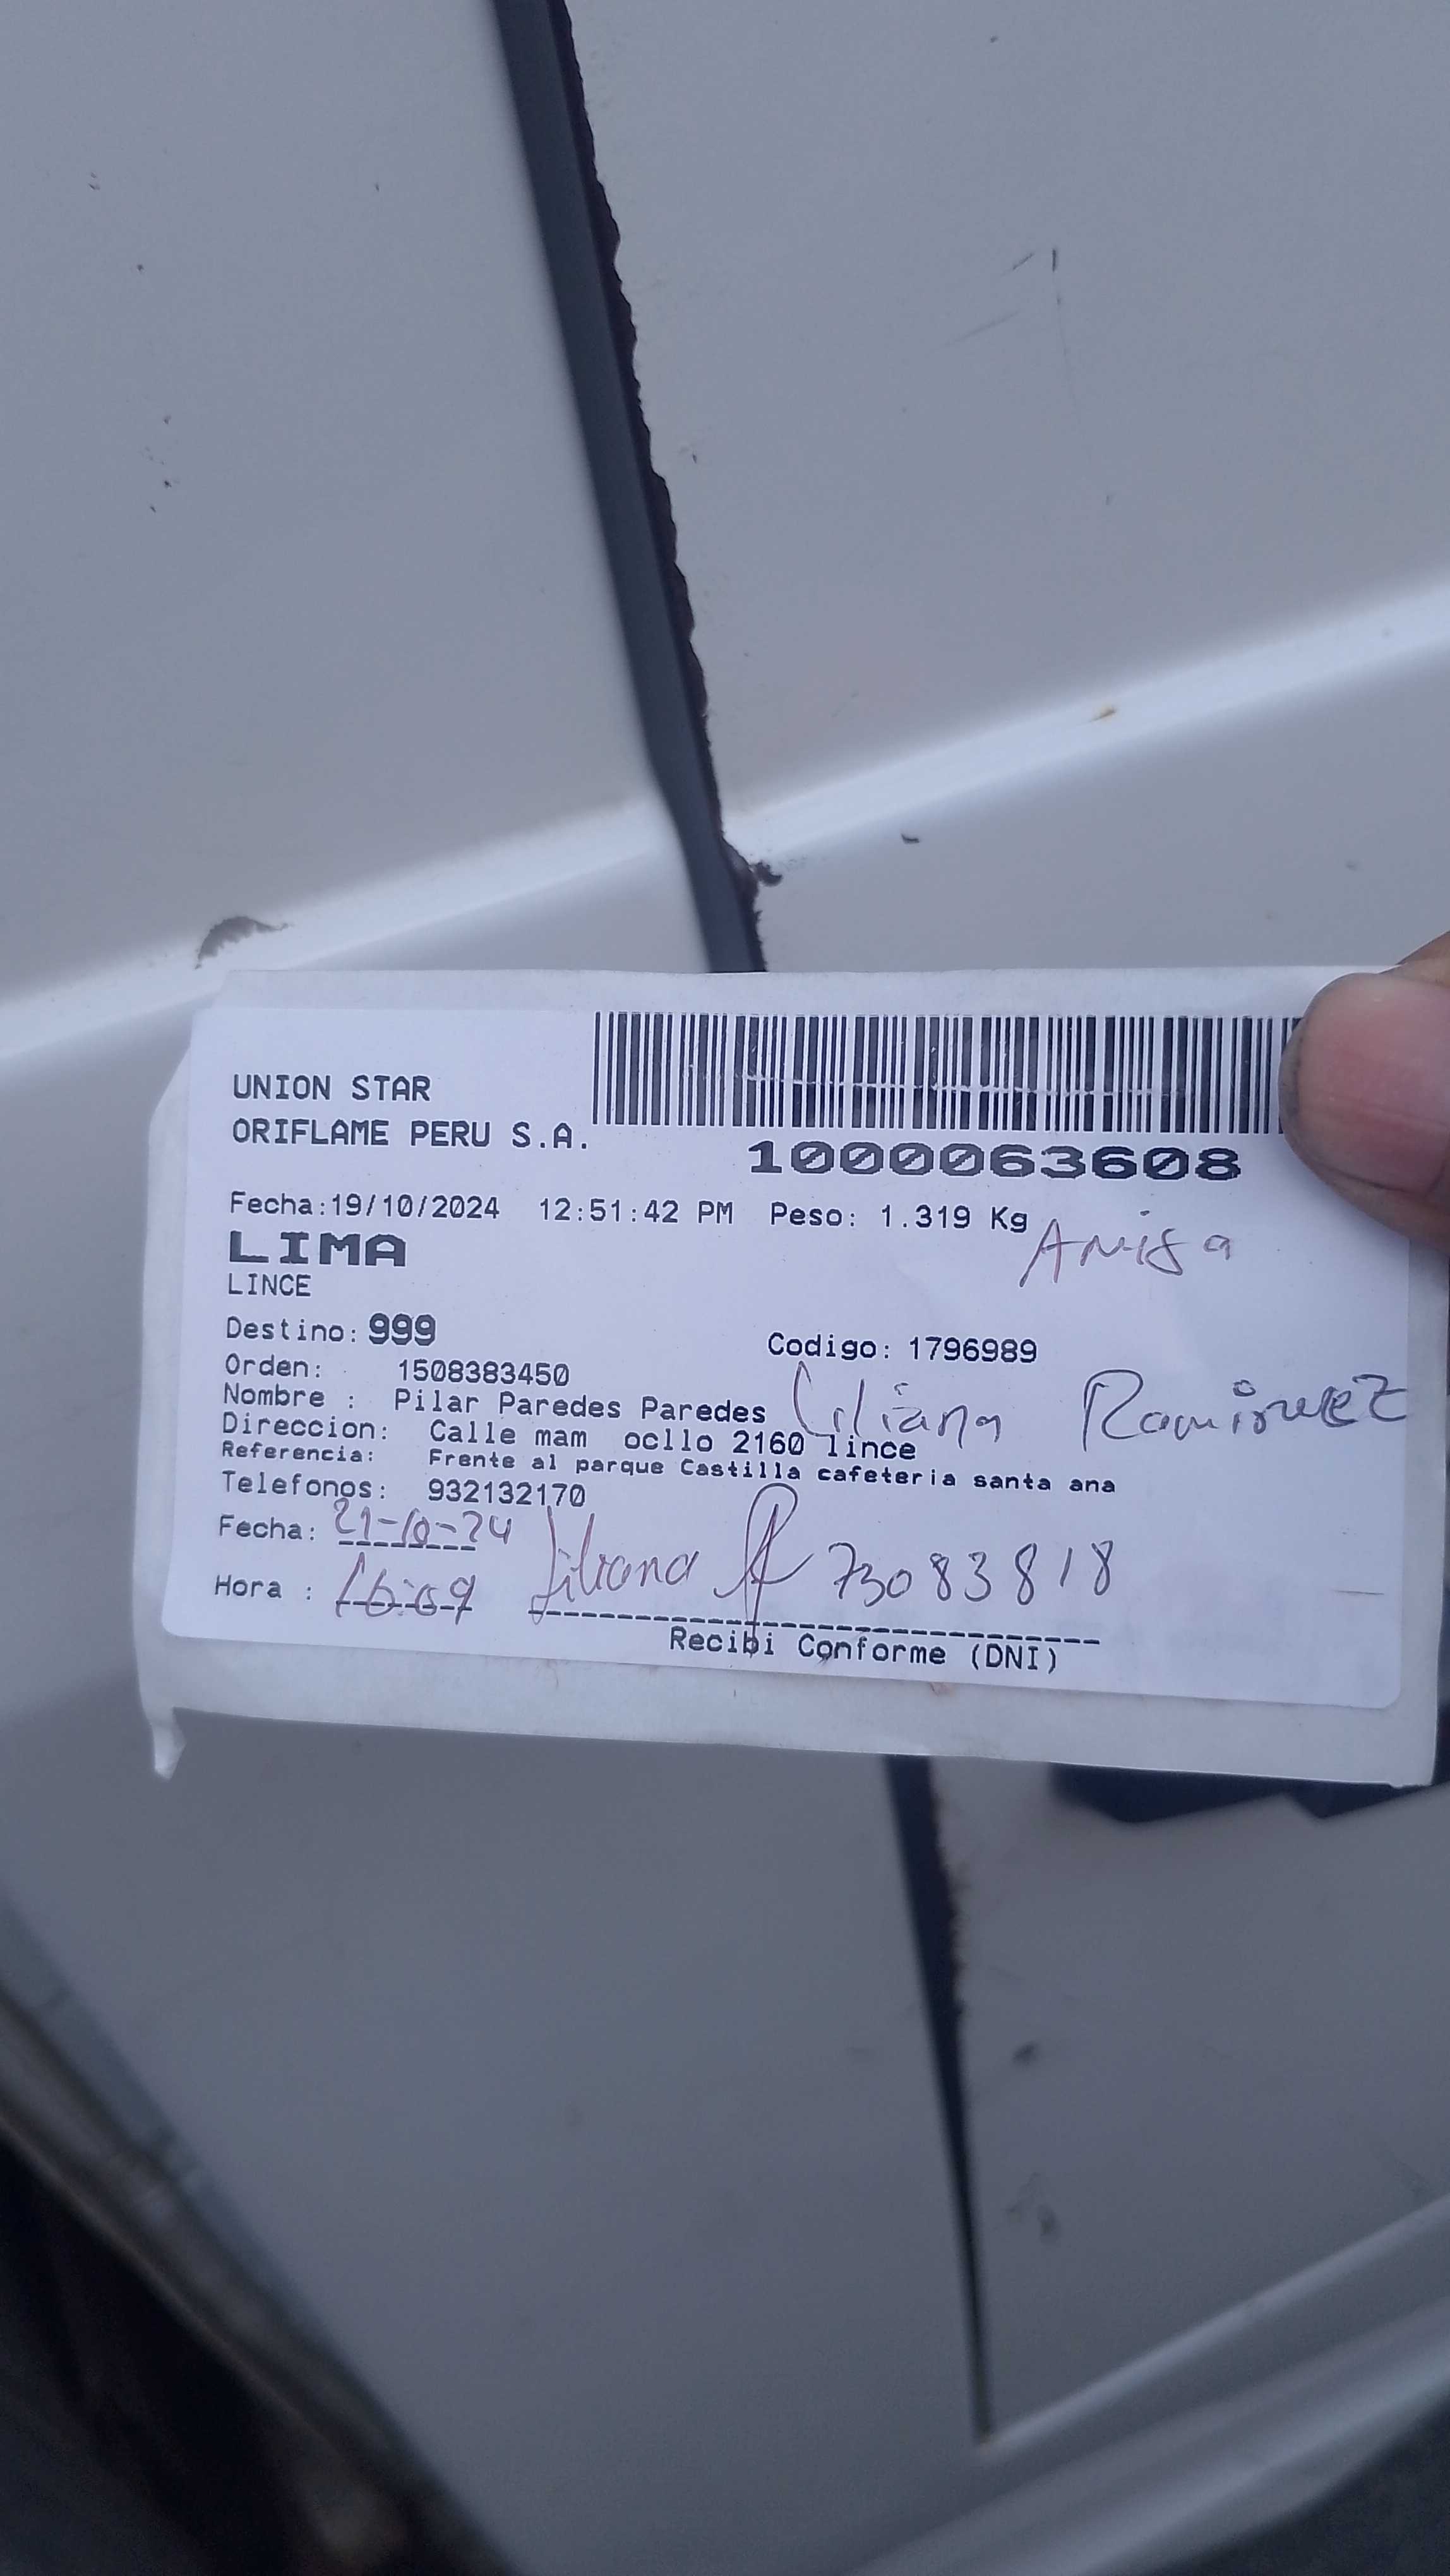 UNION STAR
ORIFLAME PERU S.A.
1000063608
Fecha:19/10/2024 12:51:42 PM Peso: 1.319 Kg
LIMA
Amiga
LINCE
Destino: 999
Codigo: 1796989
Orden: 1508383450
Nombre : Pilar Paredes Paredes Liliana Ramirez
Direccion: Calle mam ocllo 2160 lince
Referencia: Frente al parque Castilla cafeteria santa ana
Telefonos: 932132170
Fecha: 21-10-24
Liliana R 73083818
Hora : 16:09
Recibi Conforme (DNI)